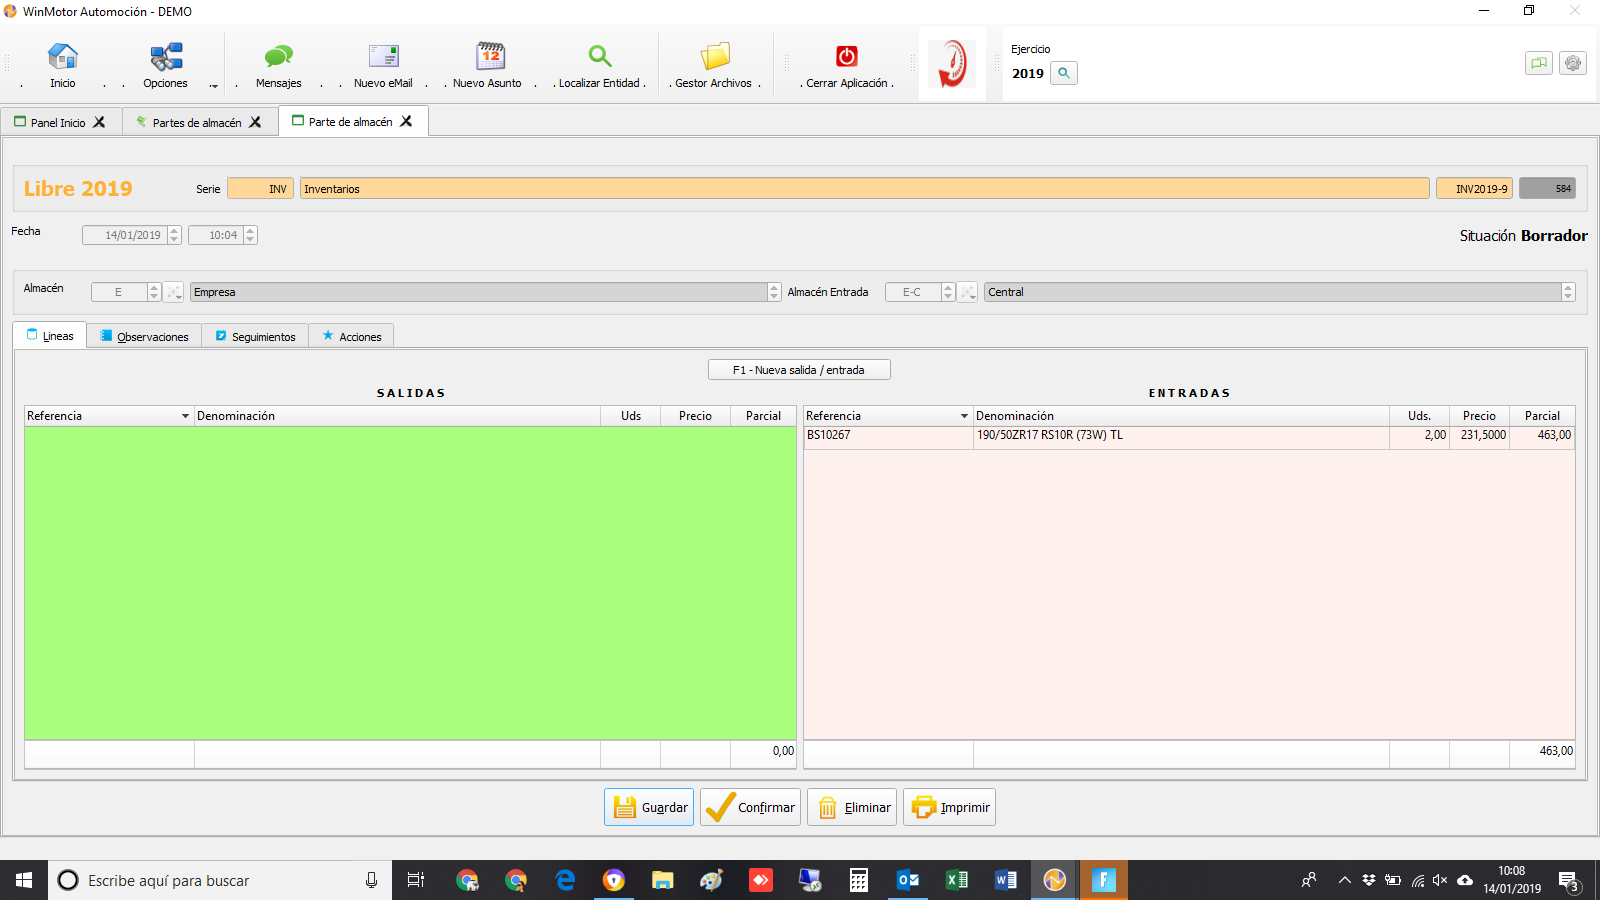 WinMotor Automoción - DEMO
Inicio
Opciones
Mensajes
Nuevo eMail
12
Nuevo Asunto
Localizar Entidad
Gestor Archivos
Cerrar Aplicación
Ejercicio
2019
Panel Inicio
Partes de almacén
Parte de almacén
Libre 2019
Serie
INV
Inventarios
INV2019-9
584
Fecha
14/01/2019
10:04
Situación Borrador
Almacén
E
Empresa
Almacén Entrada
E-C
Central
Lineas
Observaciones
Seguimientos
Acciones
F1 - Nueva salida / entrada
SALIDAS
ENTRADAS
Referencia Denominación Uds Precio Parcial
Referencia Denominación Uds. Precio Parcial
BS10267 190/50ZR17 RS10R (73W) TL 2,00 231,5000 463,00
0,00
463,00
Guardar
Confirmar
Eliminar
Imprimir
Escribe aquí para buscar
F
10:08
14/01/2019
3